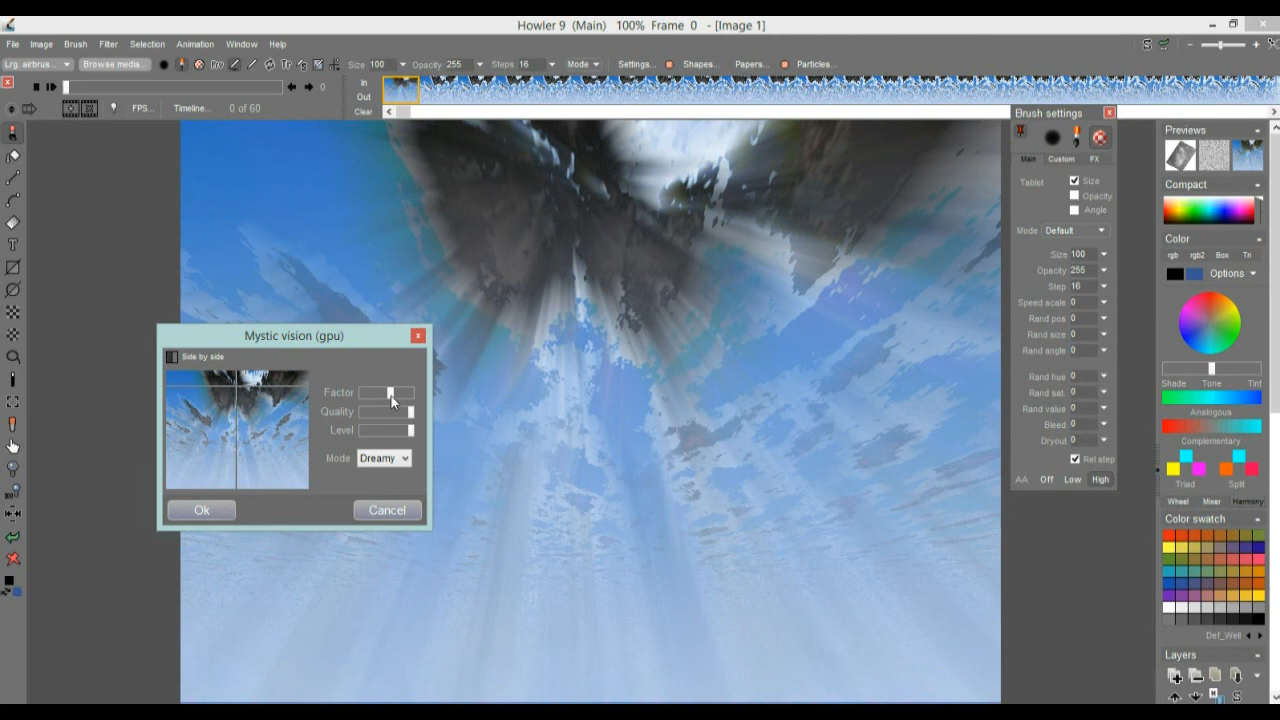 Howler 9 (Main) 100% Frame 0 - [Image 1]
File Image Brush Filter Selection Animation Window Help
Lrg. airbrus... Browse media... Size 100 Opacity 255 Steps 16 Mode Settings... Shapes... Papers... Particles...
In
0
Out
FPS... Timeline... 0 of 60
Clear
Brush settings
Main Custom FX
Tablet Size
Opacity
Angle
Mode Default
Size 100
Opacity 255
Step 16
Speed scale 0
Rand pos 0
Rand size 0
Rand angle 0
Rand hue 0
Rand sat. 0
Rand value 0
Bleed 0
Dryout 0
Rel step
AA Off Low High
Mystic vision (gpu)
Side by side
Factor
Quality
Level
Mode Dreamy
Ok Cancel
Previews
Compact
Color
rgb rgb2 Box Tri
Options
Shade Tone Tint
Analogous
Complementary
Triad Split
Wheel Mixer Harmony
Color swatch
Def_Well
Layers